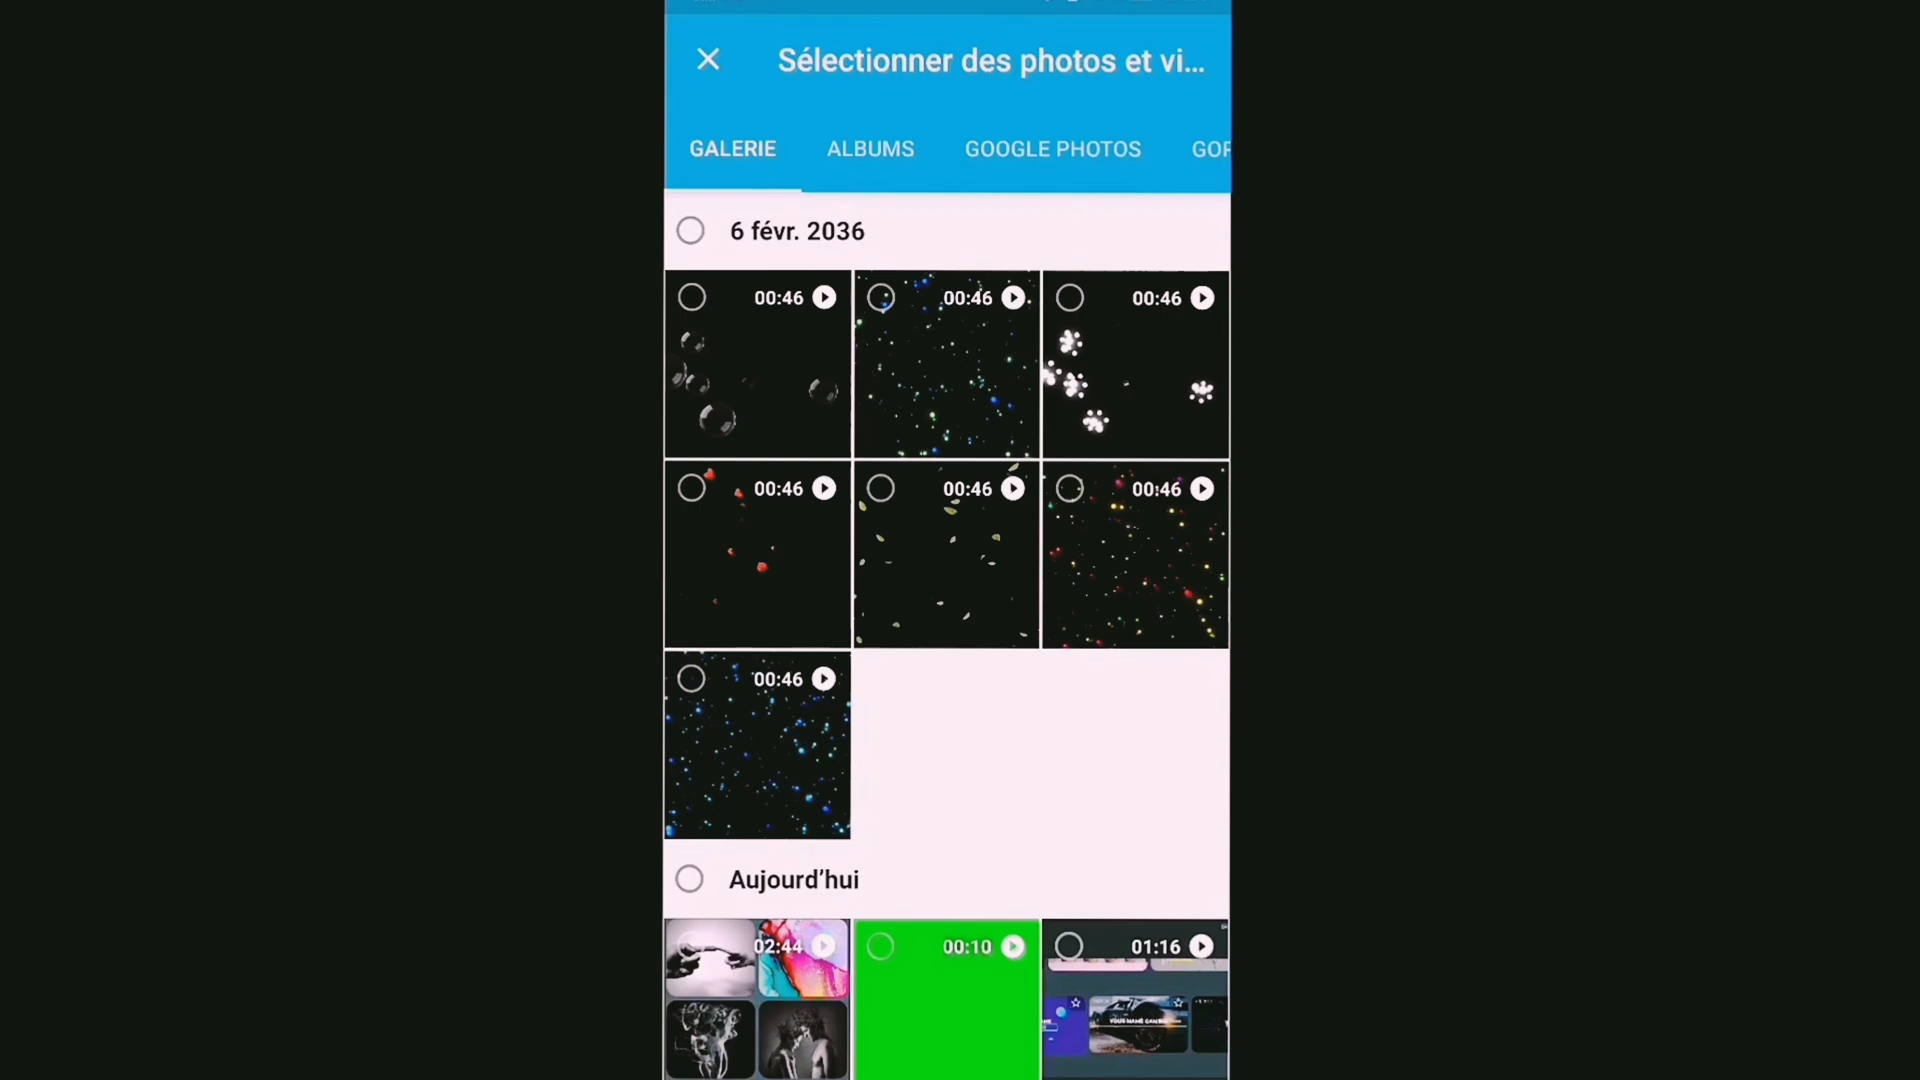 Sélectionner des photos et vi...
GALERIE ALBUMS GOOGLE PHOTOS GOP
6 févr. 2036
00:46 00:46 00:46
00:46 00:46 00:46
00:46
Aujourd’hui
02:44 00:10 01:16